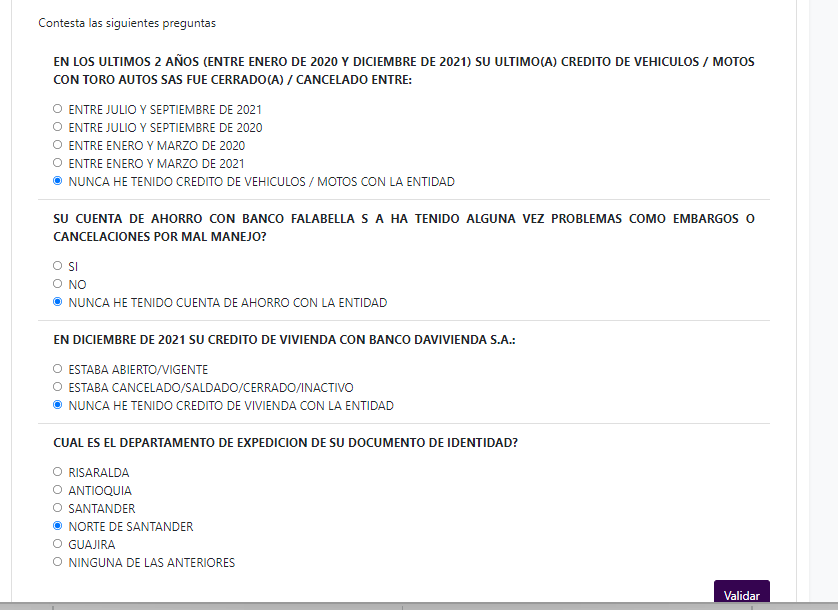 Contesta las siguientes preguntas
EN LOS ULTIMOS 2 AÑOS (ENTRE ENERO DE 2020 Y DICIEMBRE DE 2021) SU ULTIMO(A) CREDITO DE VEHICULOS / MOTOS
CON TORO AUTOS SAS FUE CERRADO(A) / CANCELADO ENTRE:
ENTRE JULIO Y SEPTIEMBRE DE 2021
ENTRE JULIO Y SEPTIEMBRE DE 2020
ENTRE ENERO Y MARZO DE 2020
ENTRE ENERO Y MARZO DE 2021
NUNCA HE TENIDO CREDITO DE VEHICULOS / MOTOS CON LA ENTIDAD
SU CUENTA DE AHORRO CON BANCO FALABELLA S A HA TENIDO ALGUNA VEZ PROBLEMAS COMO EMBARGOS O
CANCELACIONES POR MAL MANEJO?
SI
NO
NUNCA HE TENIDO CUENTA DE AHORRO CON LA ENTIDAD
EN DICIEMBRE DE 2021 SU CREDITO DE VIVIENDA CON BANCO DAVIVIENDA S.A.:
ESTABA ABIERTO/VIGENTE
ESTABA CANCELADO/SALDADO/CERRADO/INACTIVO
NUNCA HE TENIDO CREDITO DE VIVIENDA CON LA ENTIDAD
CUAL ES EL DEPARTAMENTO DE EXPEDICION DE SU DOCUMENTO DE IDENTIDAD?
RISARALDA
ANTIOQUIA
SANTANDER
NORTE DE SANTANDER
GUAJIRA
NINGUNA DE LAS ANTERIORES
Validar